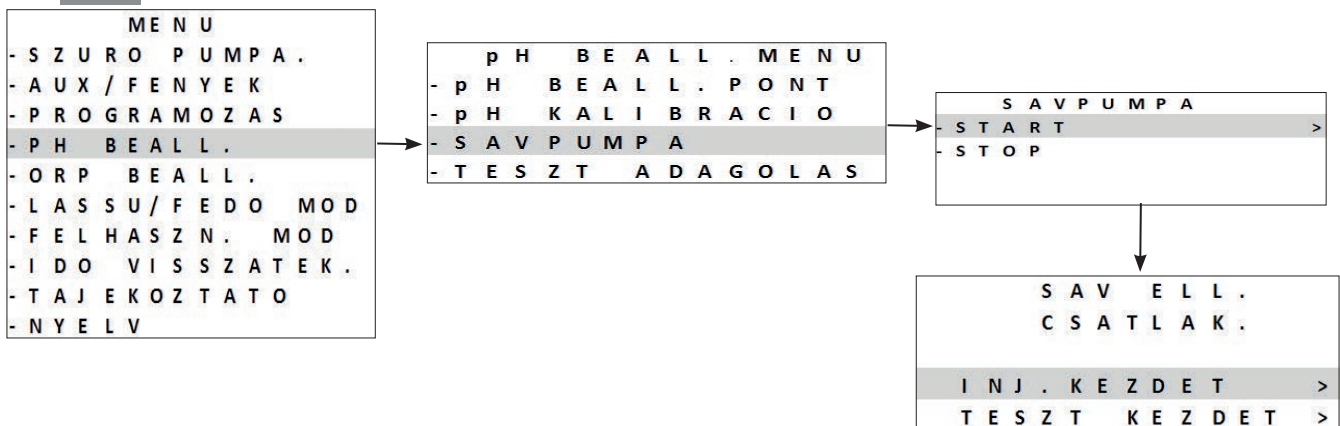 MENU
-SZURO PUMPA.
-AUX/FENYEK
-PROGRAMOZAS
-PH BEALL.
-ORP BEALL.
-LASSU/FEDO MOD
-FELHASZN. MOD
-IDO VISSZATEK.
-TAJEKOZTATO
-NYELV
pH BEALL.MENU
-pH BEALL.PONT
-pH KALIBRACIO
-SAVPUMPA
-TESZT ADAGOLAS
SAVPUMPA
-START >
-STOP
SAV ELL.
CSATLAK.
INJ.KEZDET >
TESZT KEZDET >